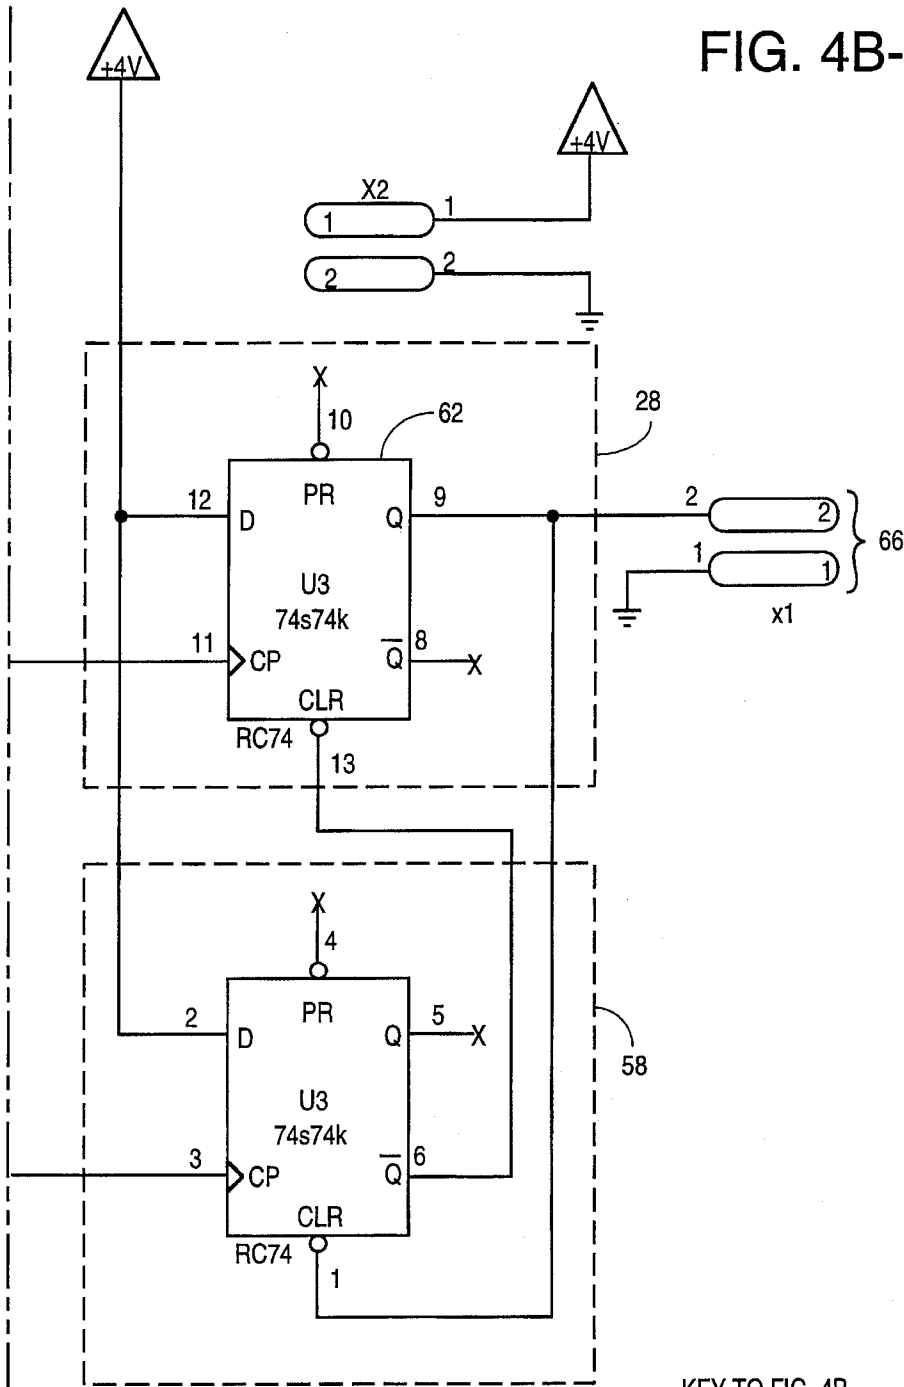 FIG. 4B-
+4V
+4V
X2
1 1
2 2
X
10
62
28
12
PR
9
2
2
D
Q
66
1
1
U3
74s74k
x1
11
CP
Q
8
X
CLR
RC74
13
X
4
2
PR
5
D
Q
X
58
U3
74s74k
3
CP
Q
6
CLR
RC74
1